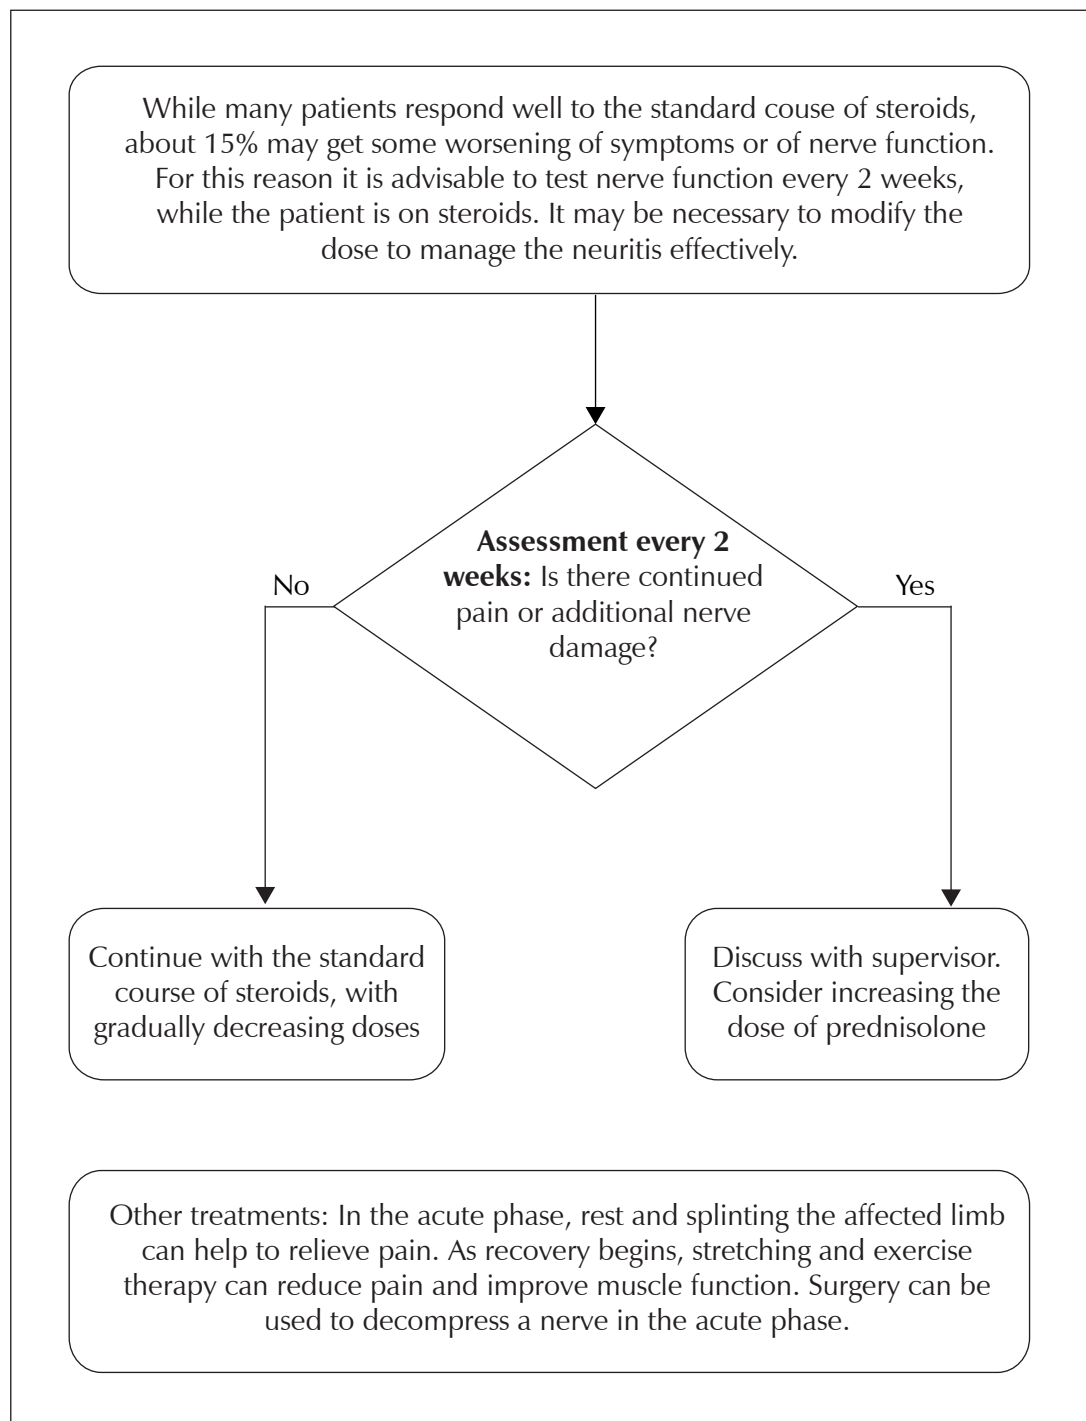 While many patients respond well to the standard couse of steroids,
about 15% may get some worsening of symptoms or of nerve function.
For this reason it is advisable to test nerve function every 2 weeks,
while the patient is on steroids. It may be necessary to modify the
dose to manage the neuritis effectively.
Assessment every 2
weeks: Is there continued
pain or additional nerve
damage?
No
Yes
Continue with the standard
course of steroids, with
gradually decreasing doses
Discuss with supervisor.
Consider increasing the
dose of prednisolone
Other treatments: In the acute phase, rest and splinting the affected limb
can help to relieve pain. As recovery begins, stretching and exercise
therapy can reduce pain and improve muscle function. Surgery can be
used to decompress a nerve in the acute phase.